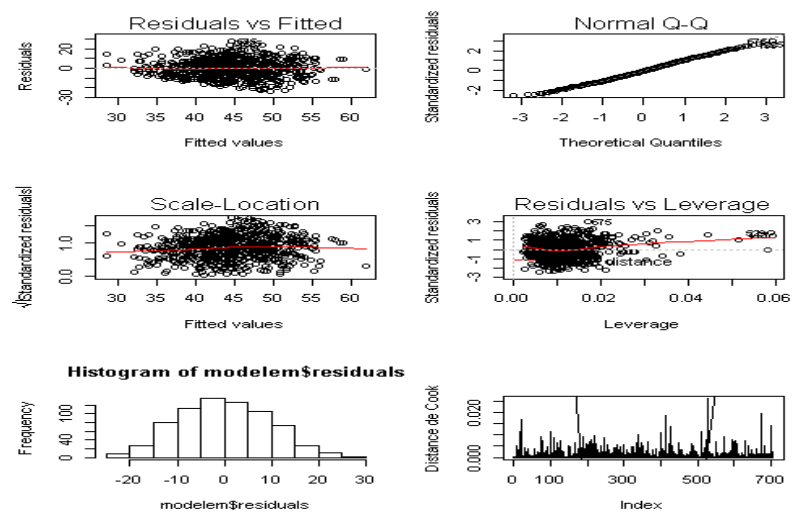 Residuals vs Fitted
Residuals
20
0
-30
30 35 40 45 50 55 60
Fitted values
Normal Q-Q
Standardized residuals
2
0
-2
-3 -2 -1 0 1 2 3
Theoretical Quantiles
Scale-Location
√|Standardized residuals|
1.0
0.0
30 35 40 45 50 55 60
Fitted values
Residuals vs Leverage
Standardized residuals
3
1
-1
-3
675
distance
0.00 0.02 0.04 0.06
Leverage
Histogram of modelem$residuals
Frequency
100
40
0
-20 -10 0 10 20 30
modelem$residuals
Distance de Cook
0.020
0.000
0 100 300 500 700
Index